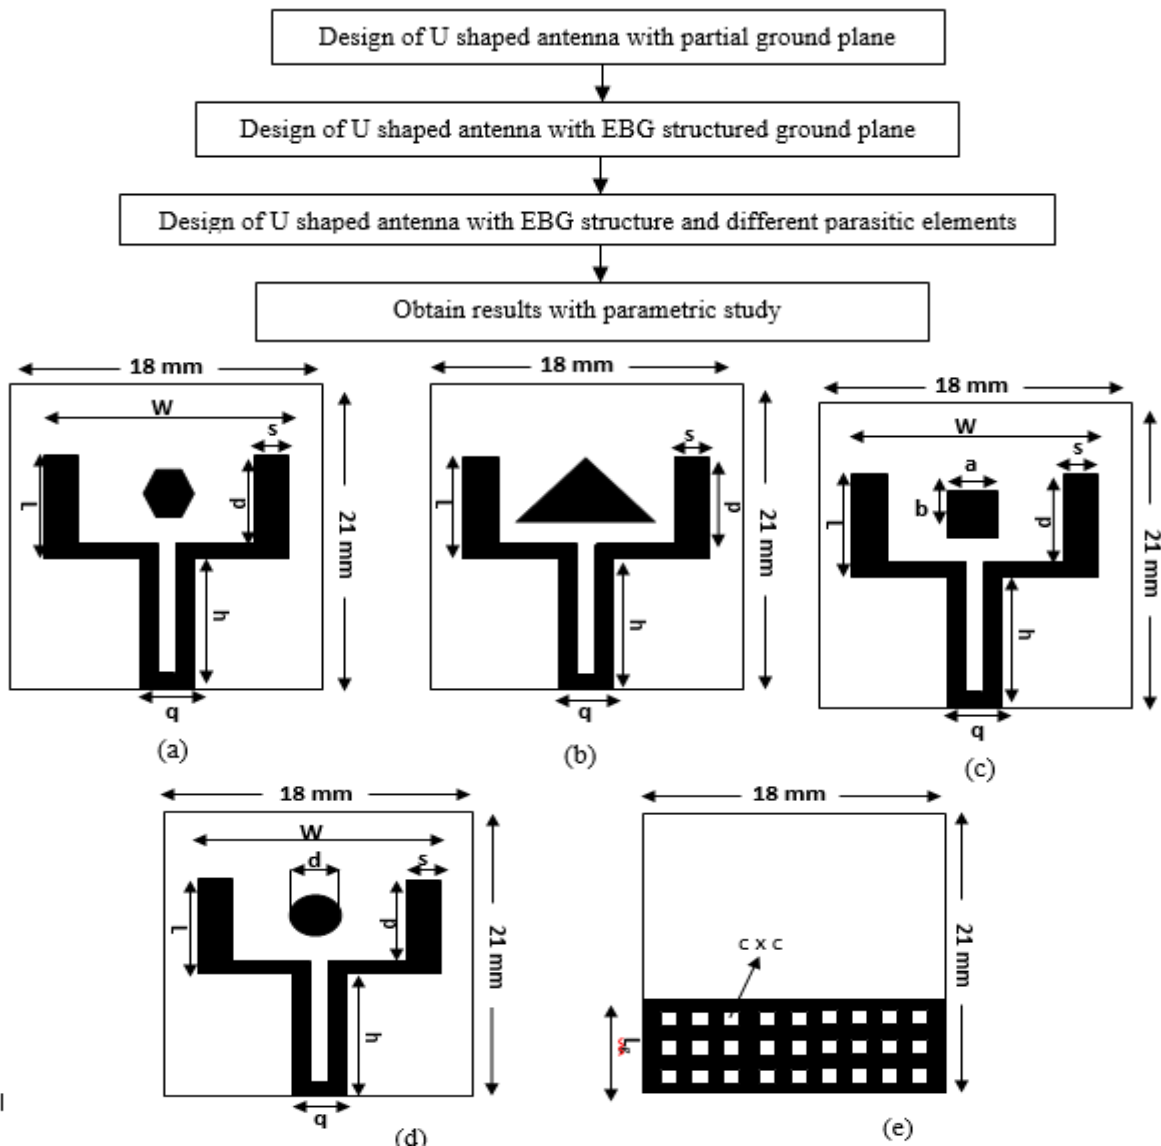 Design of U shaped antenna with partial ground plane
Design of U shaped antenna with EBG structured ground plane
Design of U shaped antenna with EBG structure and different parasitic elements
Obtain results with parametric study
18 mm
W
s
L
p
h
q
21 mm
(a)
18 mm
s
L
p
h
q
21 mm
(b)
18 mm
W
s
a
b
L
p
h
q
21 mm
(c)
18 mm
W
d
s
L
p
h
q
21 mm
(d)
18 mm
c x c
Lg
21 mm
(e)